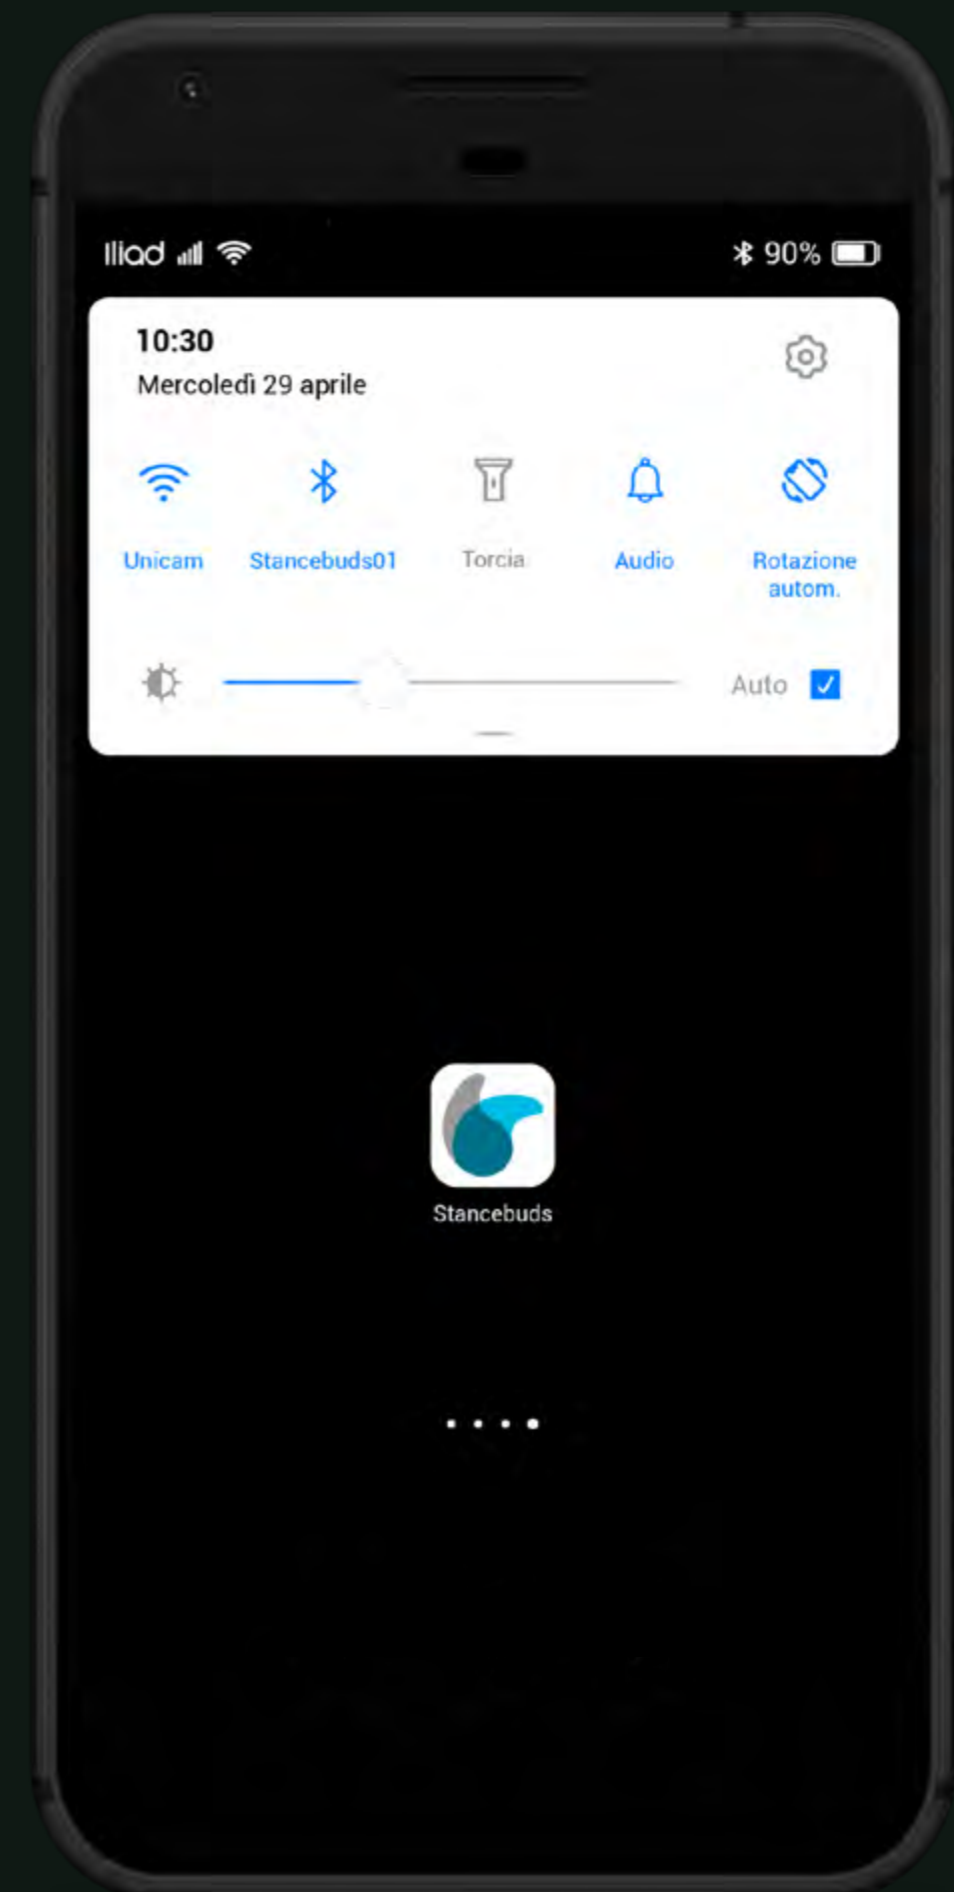 Iliad 90%
10:30
Mercoledì 29 aprile
Unicam Stancebuds01 Torcia Audio Rotazione
autom.
Auto
Stancebuds